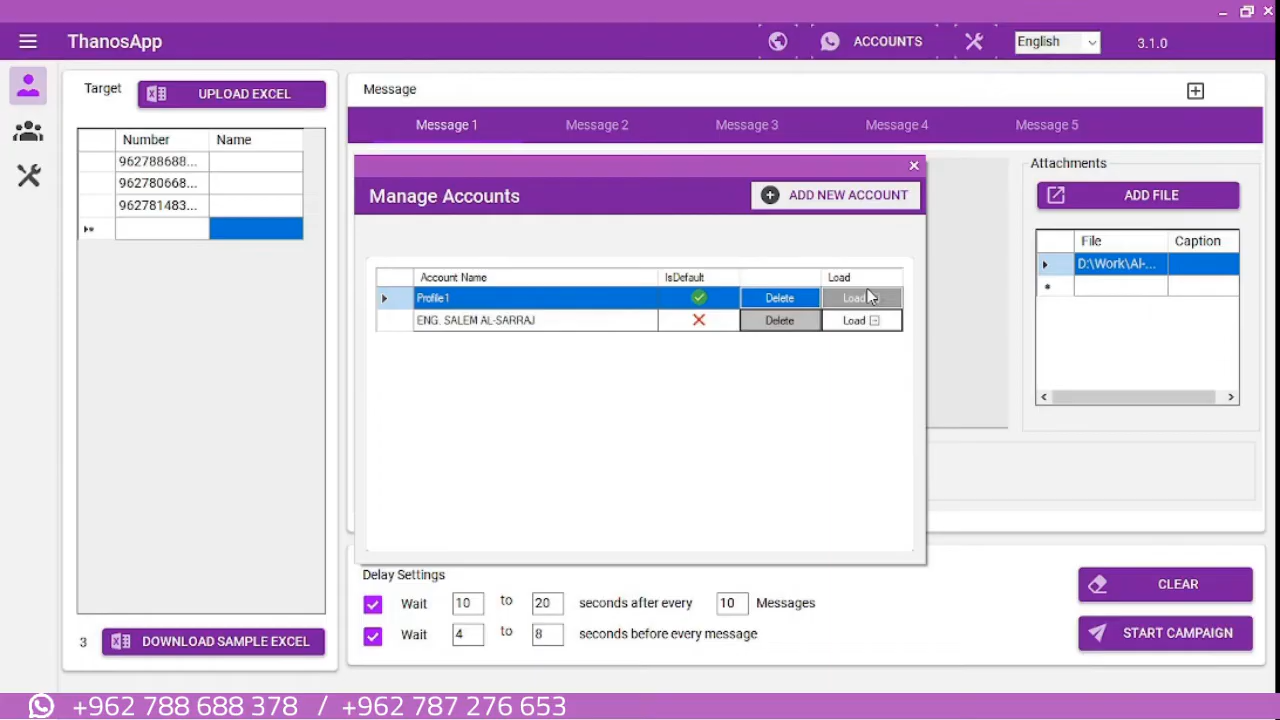 ThanosApp
ACCOUNTS
English
3.1.0
Target
UPLOAD EXCEL
Number
Name
962788688...
962780668...
962781483...
3
DOWNLOAD SAMPLE EXCEL
Message
Message 1
Message 2
Message 3
Message 4
Message 5
Manage Accounts
ADD NEW ACCOUNT
Account Name
IsDefault
Load
Profile1
Delete
Load
ENG. SALEM AL-SARRAJ
Delete
Load
Attachments
ADD FILE
File
Caption
D:\Work\Al-...
Delay Settings
Wait 10 to 20 seconds after every 10 Messages
Wait 4 to 8 seconds before every message
CLEAR
START CAMPAIGN
+962 788 688 378 / +962 787 276 653